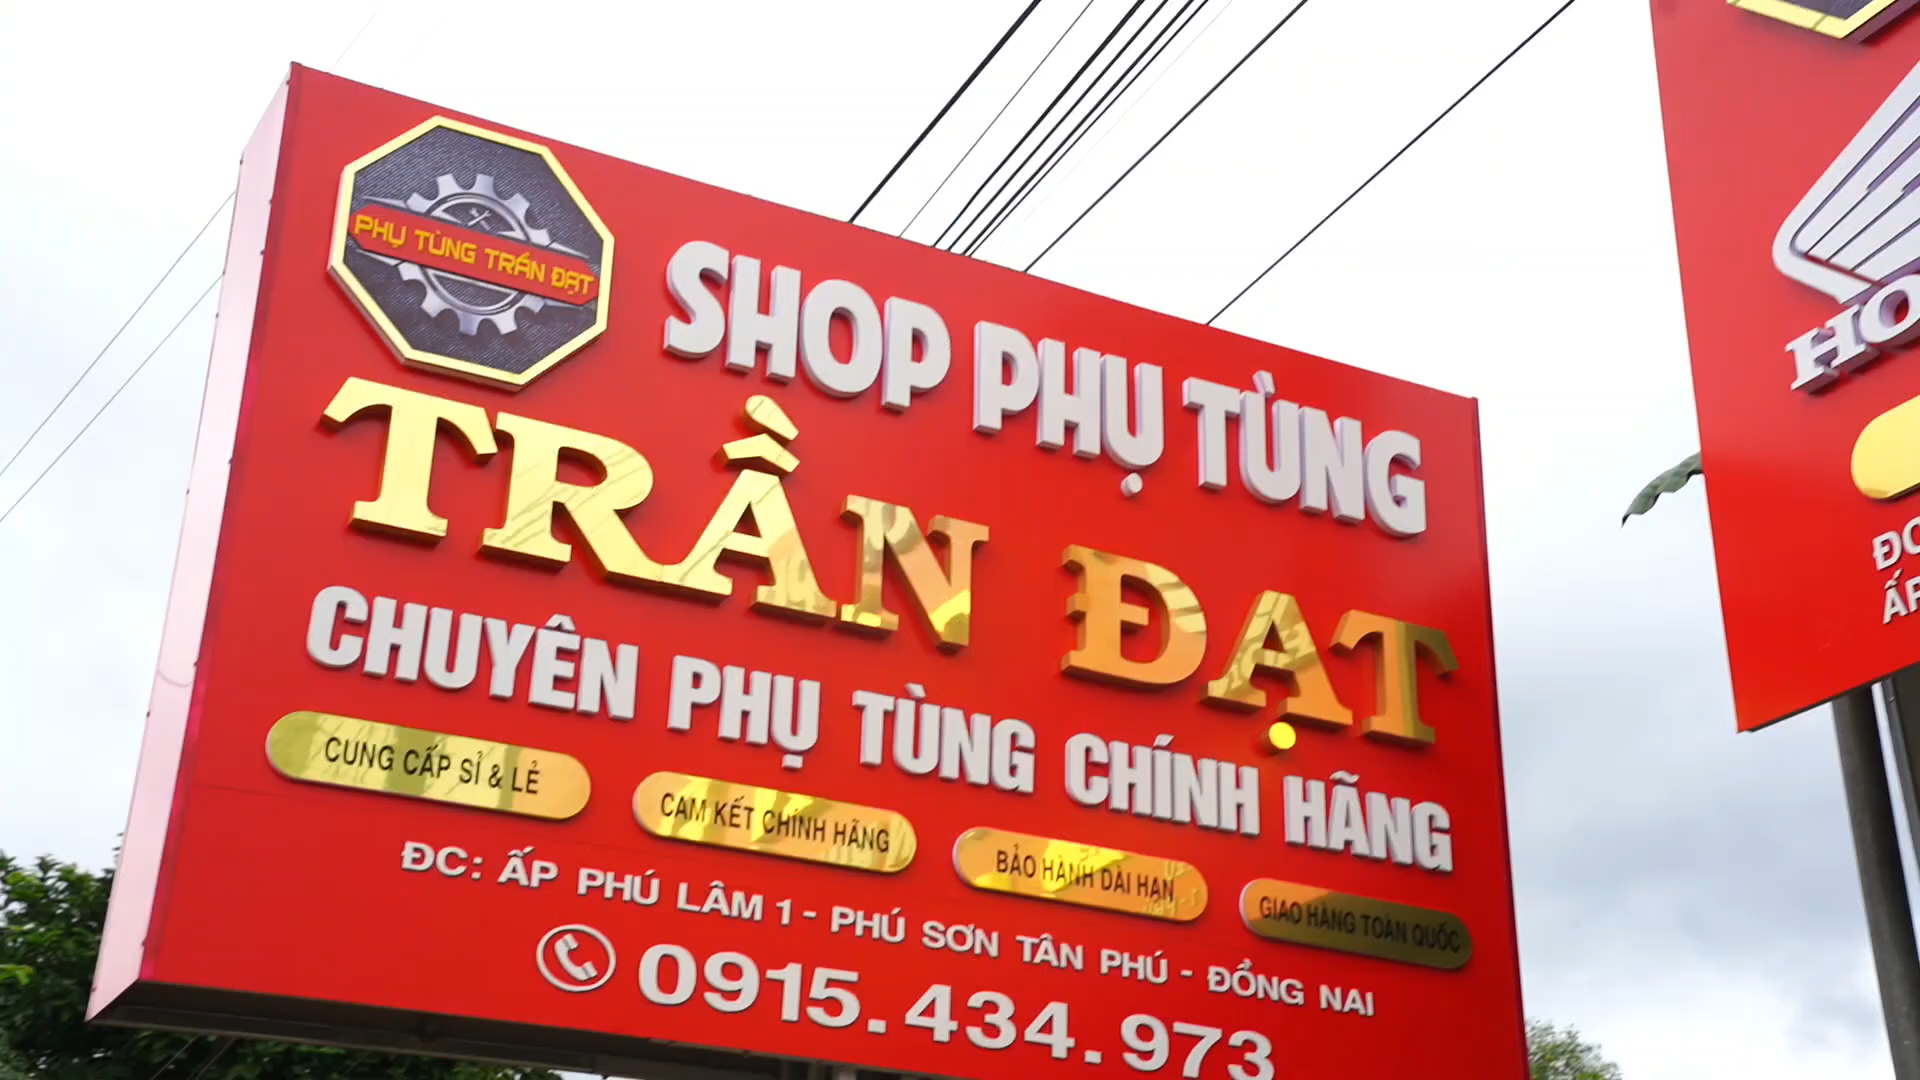 PHỤ TÙNG TRẦN ĐẠT
SHOP PHỤ TÙNG
TRẦN ĐẠT
CHUYÊN PHỤ TÙNG CHÍNH HÃNG
CUNG CẤP SỈ & LẺ
CAM KẾT CHÍNH HÃNG
BẢO HÀNH DÀI HẠN
GIAO HÀNG TOÀN QUỐC
ĐC: ẤP PHÚ LÂM 1 - PHÚ SƠN TÂN PHÚ - ĐỒNG NAI
0915.434.973